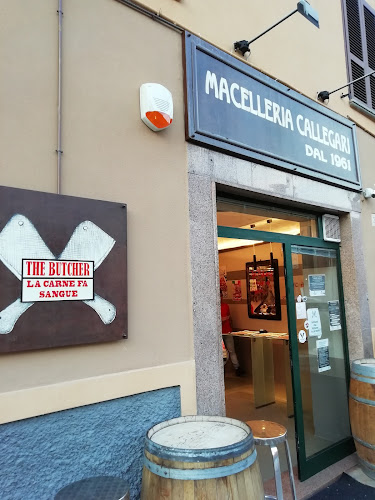 MACELLERIA CALLEGARI
DAL 1961
THE BUTCHER
LA CARNE FA
SANGUE